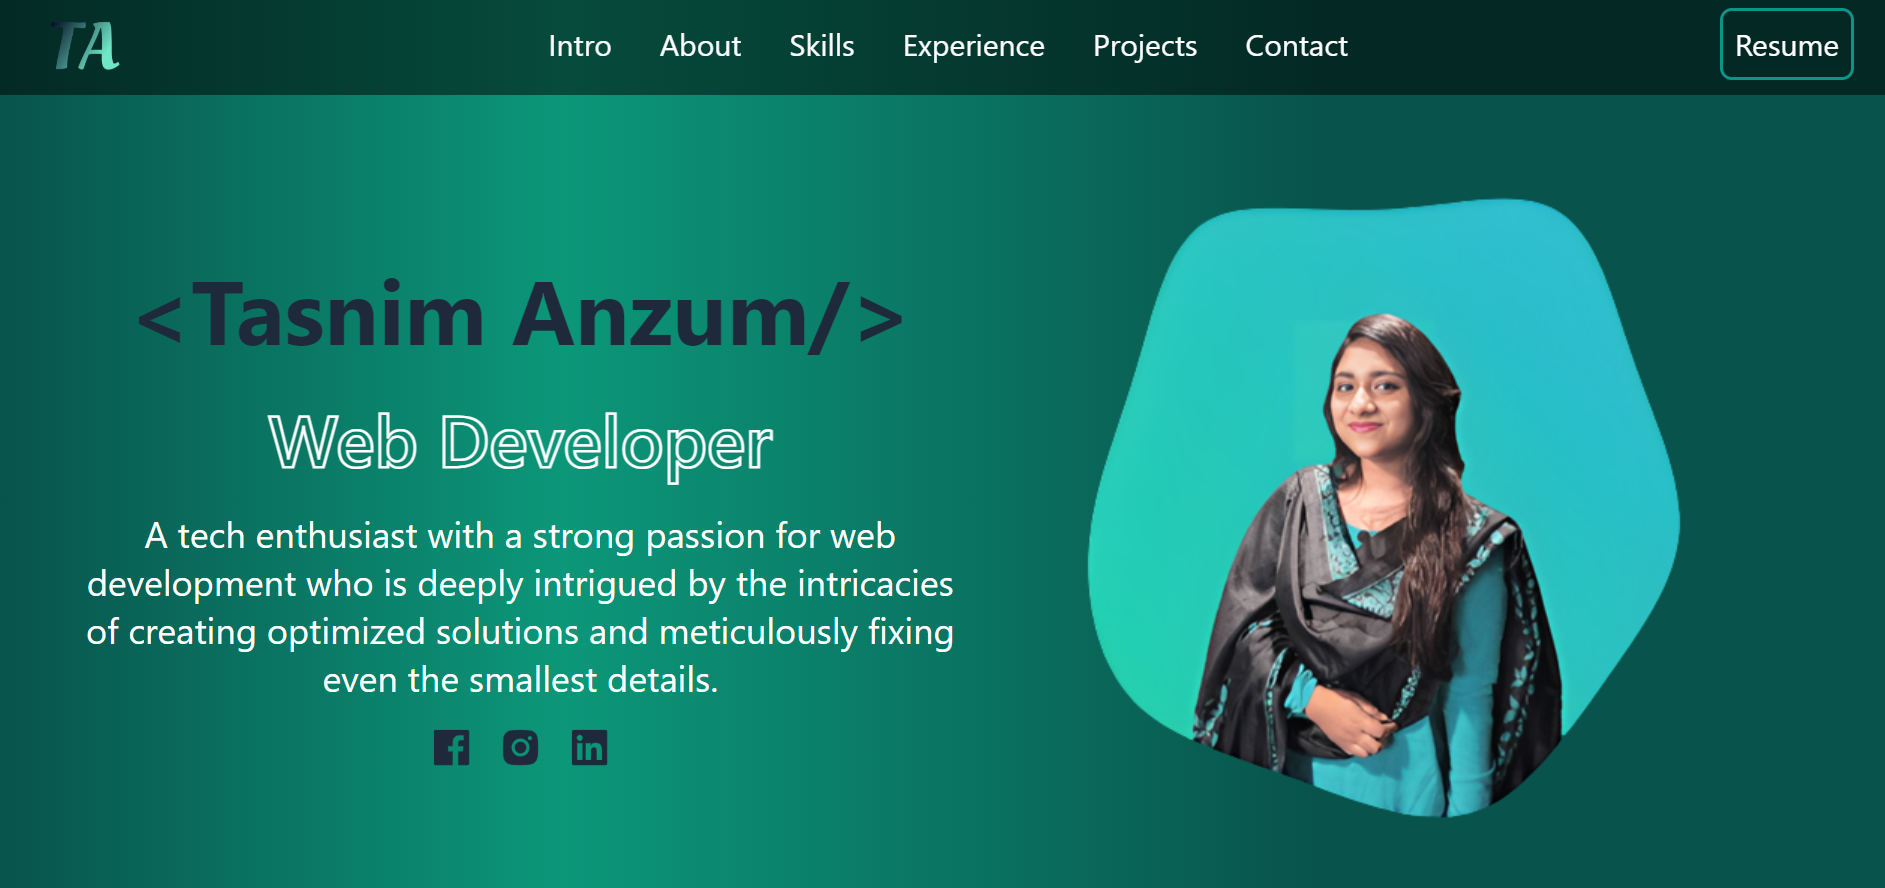 TA
Intro About Skills Experience Projects Contact Resume
<Tasnim Anzum/>
Web Developer
A tech enthusiast with a strong passion for web
development who is deeply intrigued by the intricacies
of creating optimized solutions and meticulously fixing
even the smallest details.